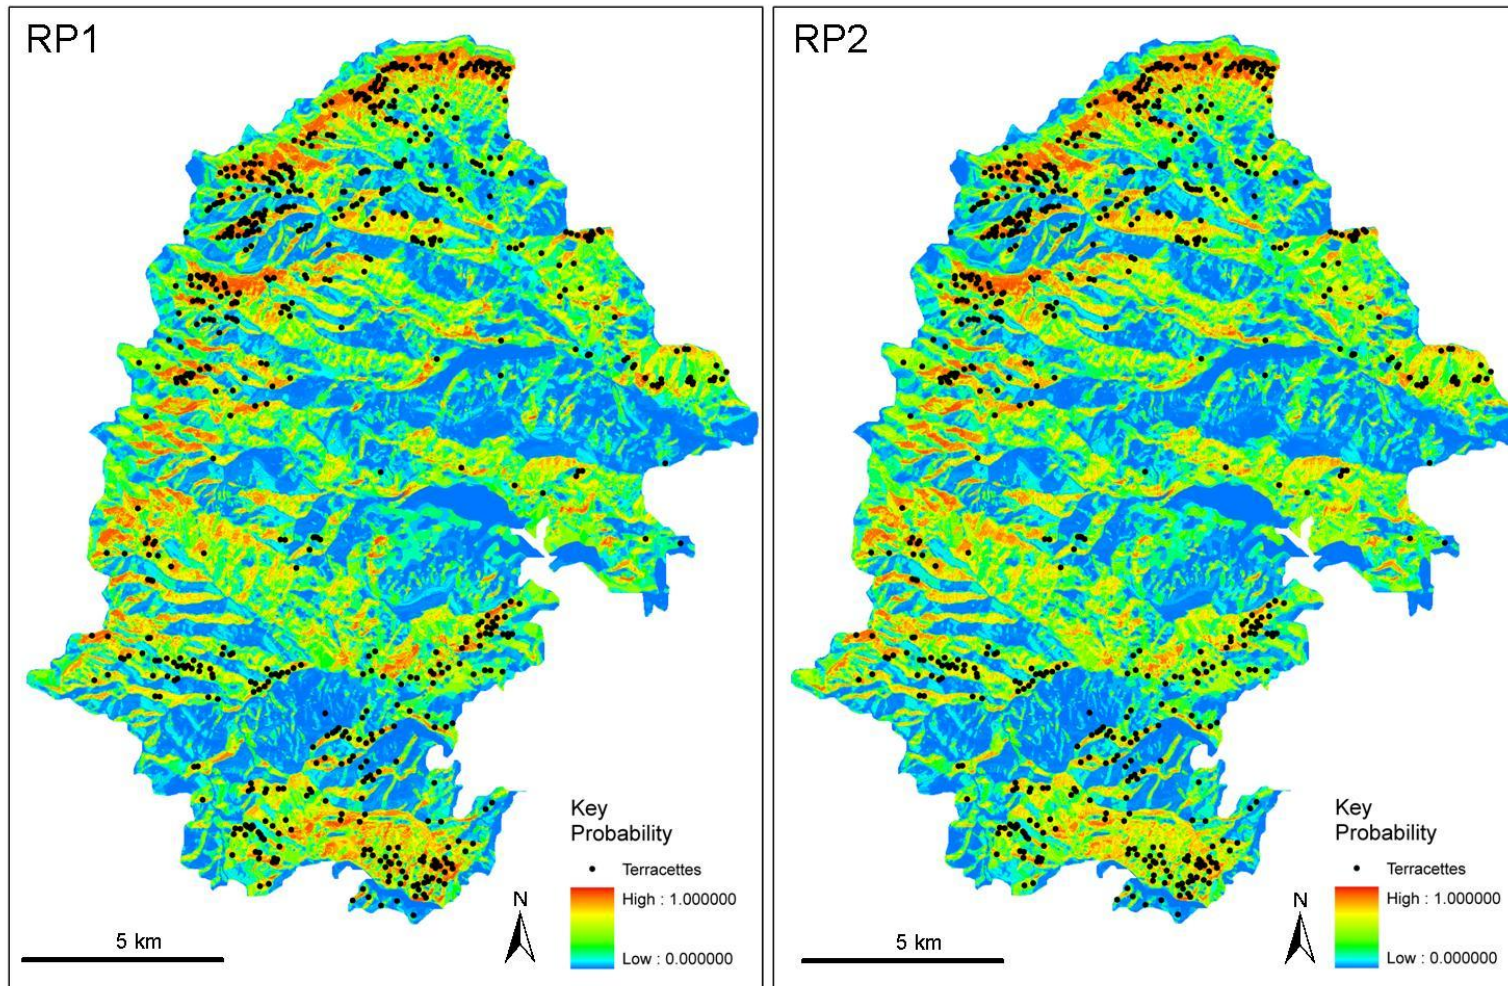 RP1
Key
Probability
Terracettes
High : 1.000000
Low : 0.000000
N
5 km
RP2
Key
Probability
Terracettes
High : 1.000000
Low : 0.000000
N
5 km